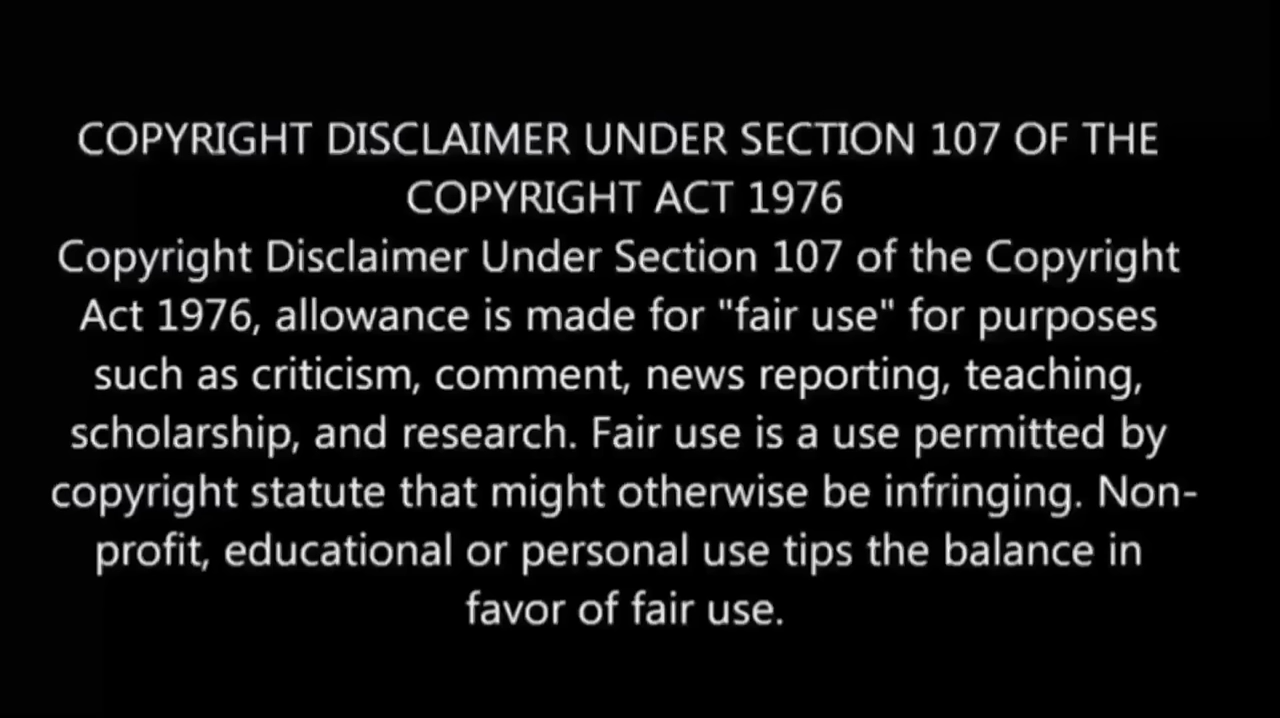 COPYRIGHT DISCLAIMER UNDER SECTION 107 OF THE
COPYRIGHT ACT 1976
Copyright Disclaimer Under Section 107 of the Copyright
Act 1976, allowance is made for "fair use" for purposes
such as criticism, comment, news reporting, teaching,
scholarship, and research. Fair use is a use permitted by
copyright statute that might otherwise be infringing. Non-
profit, educational or personal use tips the balance in
favor of fair use.